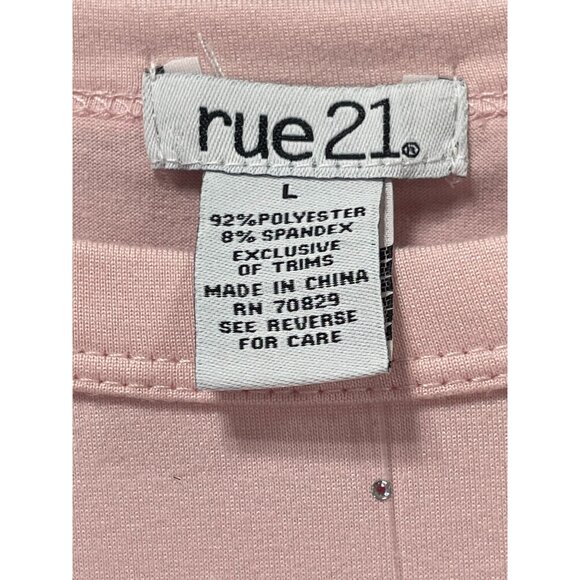 rue21®
L
92%POLYESTER
8% SPANDEX
EXCLUSIVE
OF TRIMS
MADE IN CHINA
RN 70829
SEE REVERSE
FOR CARE